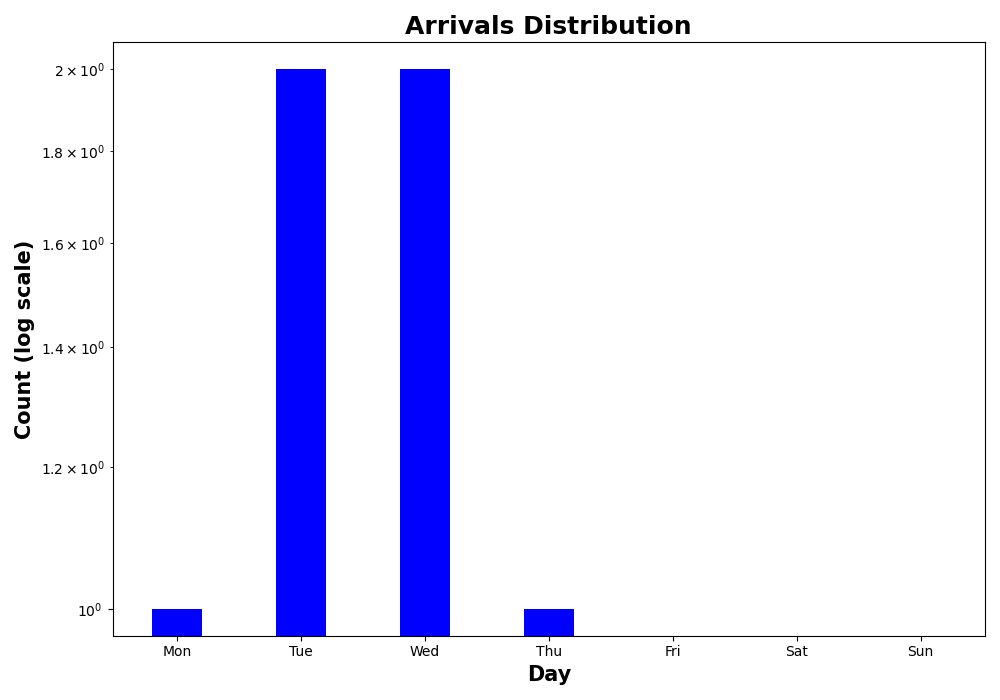 Arrivals Distribution
Count (log scale)
2 × 10⁰
1.8 × 10⁰
1.6 × 10⁰
1.4 × 10⁰
1.2 × 10⁰
10⁰
Mon Tue Wed Thu Fri Sat Sun
Day